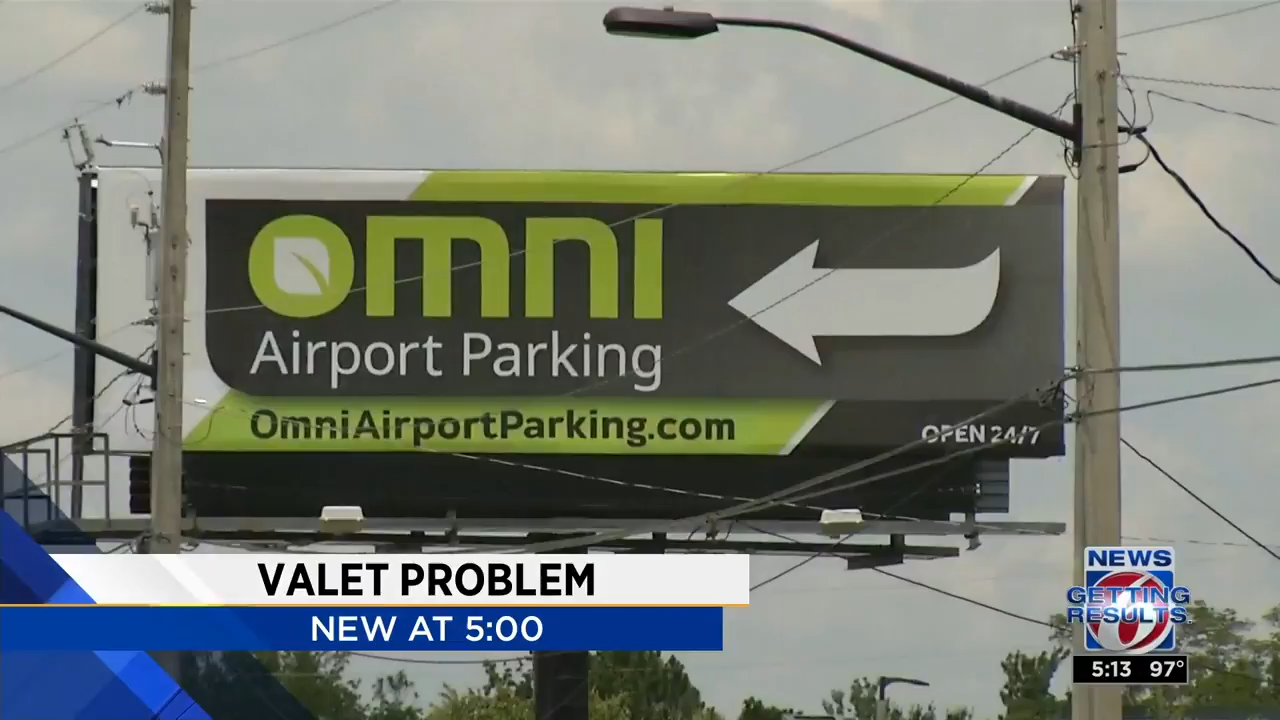 omni
Airport Parking
OmniAirportParking.com
OPEN 24/7
VALET PROBLEM
NEW AT 5:00
NEWS
6
GETTING
RESULTS
5:13 97°